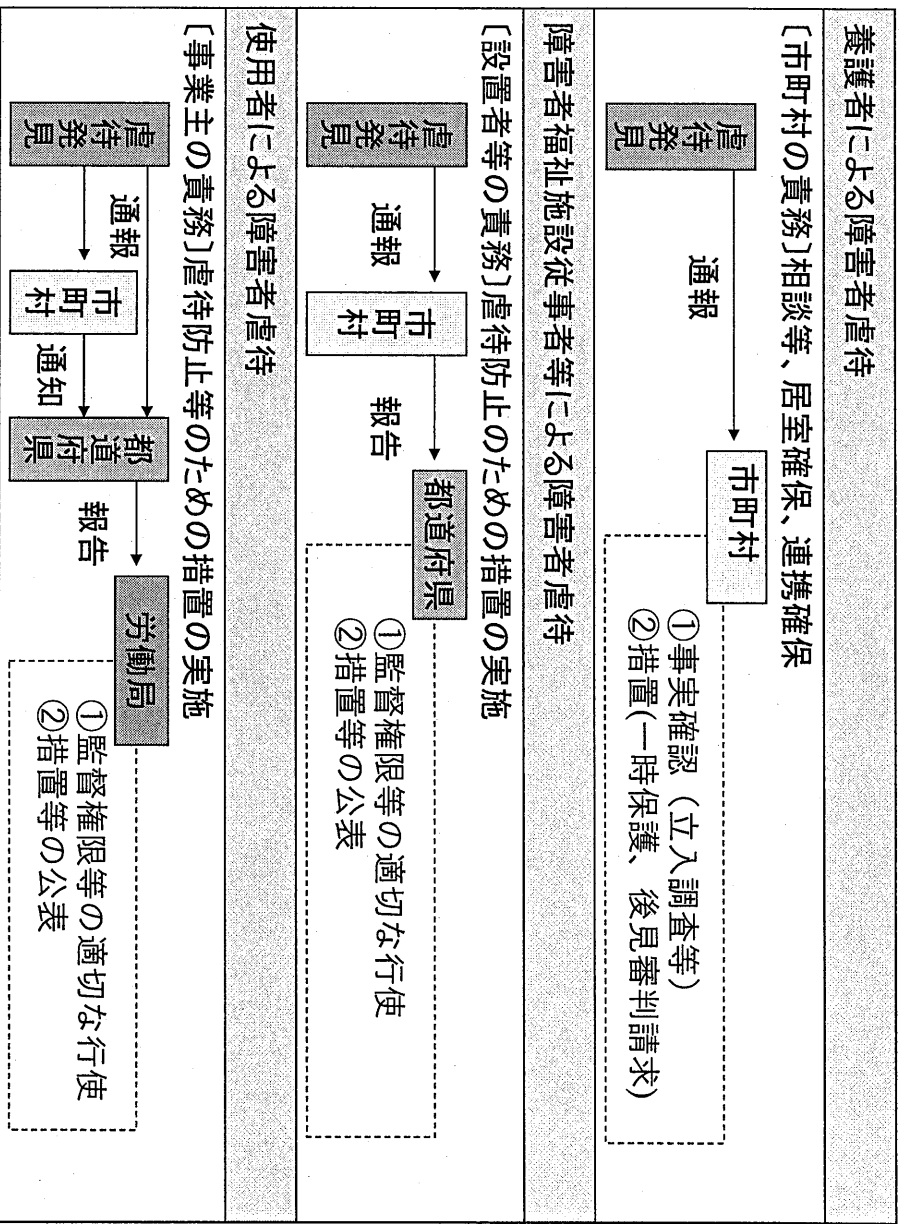 養護者による障害者虐待
〔市町村の責務〕相談等、居室確保、連携確保
虐待発見
通報
市町村
①事実確認（立入調査等）
②措置(一時保護、後見審判請求)
障害者福祉施設従事者等による障害者虐待
〔設置者等の責務〕虐待防止のための措置の実施
虐待
発見
通報
市町
村
報告
都道府県
①監督権限等の適切な行使
②措置等の公表
使用者による障害者虐待
〔事業主の責務〕虐待防止等のための措置の実施
虐待
発見
通報
市町
村
通知
都道
府県
報告
労働局
①監督権限等の適切な行使
②措置等の公表